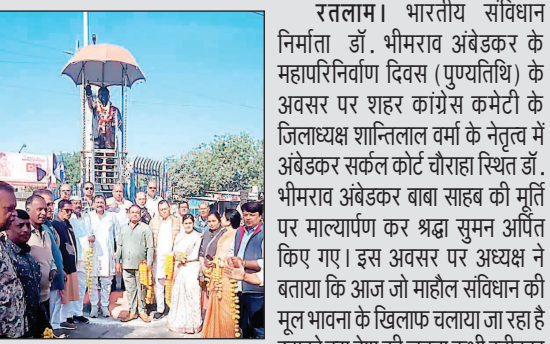 रतलाम। भारतीय संविधान
निर्माता डॉ. भीमराव अंबेडकर के
महापरिनिर्वाण दिवस (पुण्यतिथि) के
अवसर पर शहर कांग्रेस कमेटी के
जिलाध्यक्ष शान्तिलाल वर्मा के नेतृत्व में
अंबेडकर सर्कल कोर्ट चौराहा स्थित डॉ.
भीमराव अंबेडकर बाबा साहब की मूर्ति
पर माल्यार्पण कर श्रद्धा सुमन अर्पित
किए गए। इस अवसर पर अध्यक्ष ने
बताया कि आज जो माहौल संविधान की
मूल भावना के खिलाफ चलाया जा रहा है